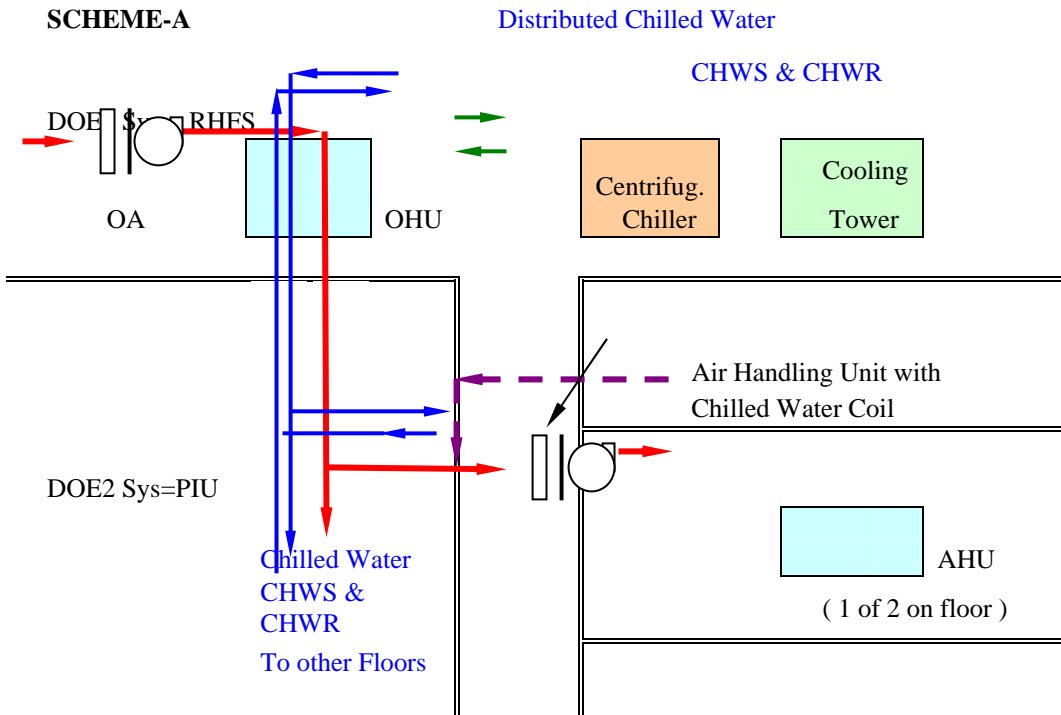 SCHEME-A
Distributed Chilled Water
CHWS & CHWR
DOE2 Sys=RHFS
OA
OHU
Centrifug.
Chiller
Cooling
Tower
Air Handling Unit with
Chilled Water Coil
DOE2 Sys=PIU
Chilled Water
CHWS &
CHWR
To other Floors
AHU
( 1 of 2 on floor )